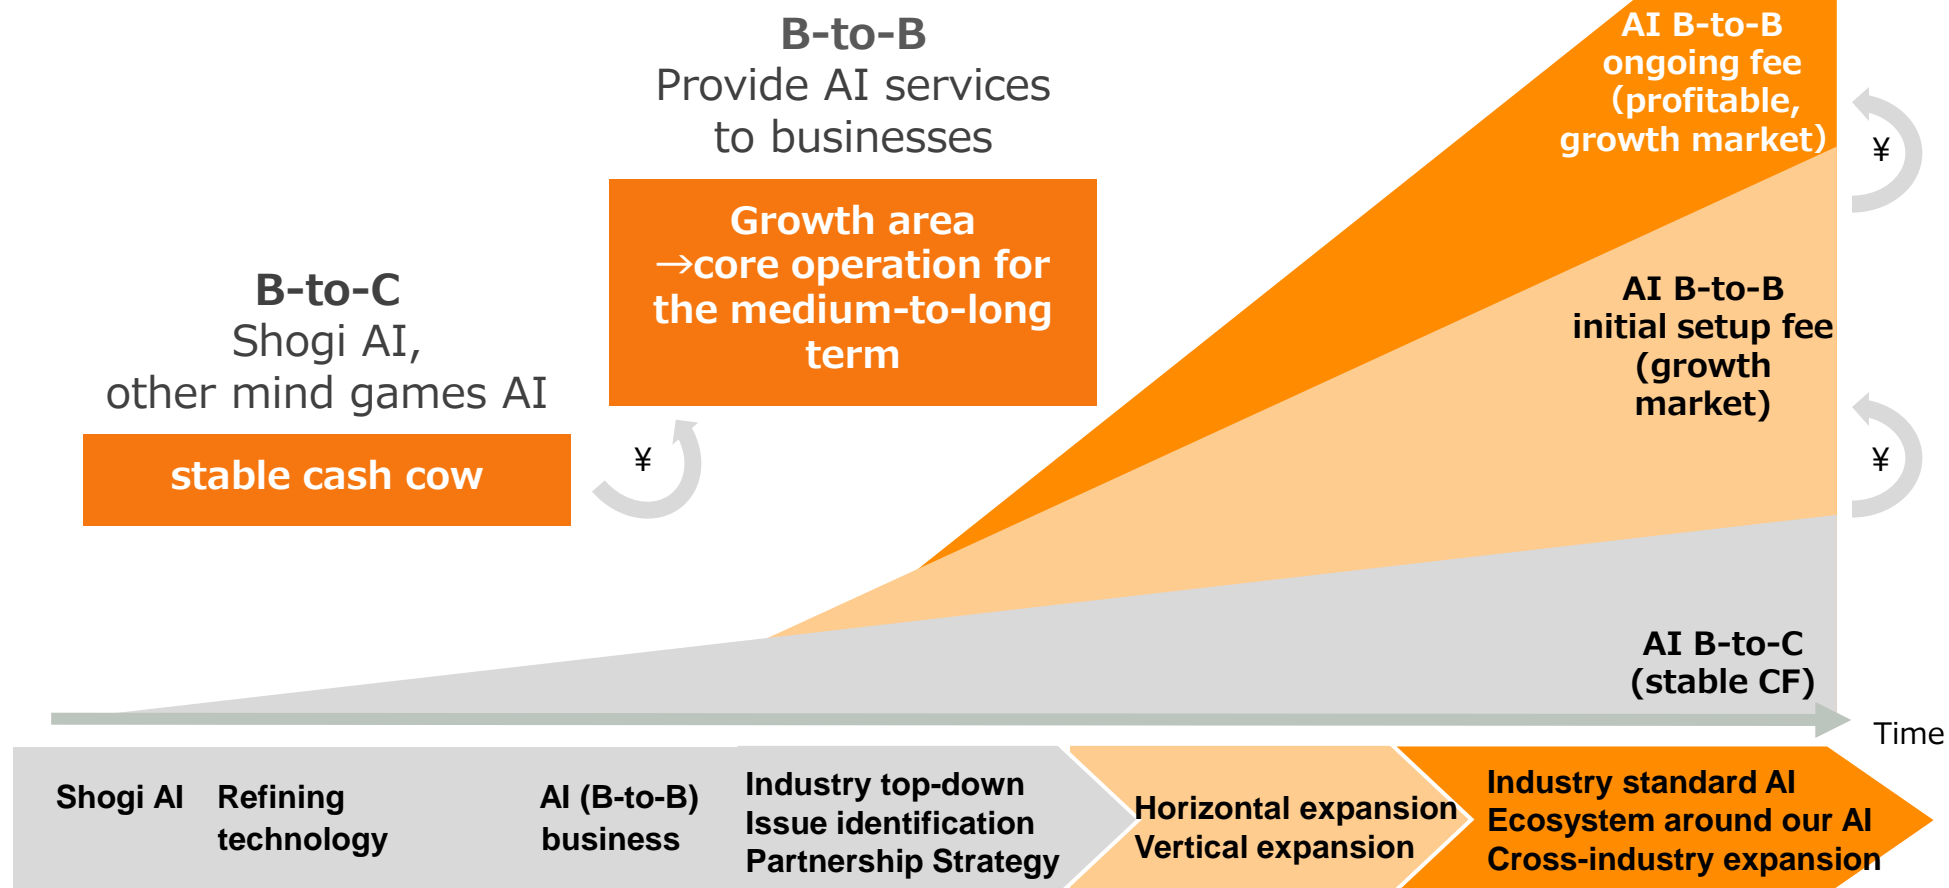 B-to-B
Provide AI services
to businesses
Growth area
→core operation for
the medium-to-long
term
B-to-C
Shogi AI,
other mind games AI
stable cash cow
¥
AI B-to-B
ongoing fee
(profitable,
growth market)
¥
AI B-to-B
initial setup fee
(growth
market)
¥
AI B-to-C
(stable CF)
Time
Shogi AI
Refining
technology
AI (B-to-B)
business
Industry top-down
Issue identification
Partnership Strategy
Horizontal expansion
Vertical expansion
Industry standard AI
Ecosystem around our AI
Cross-industry expansion